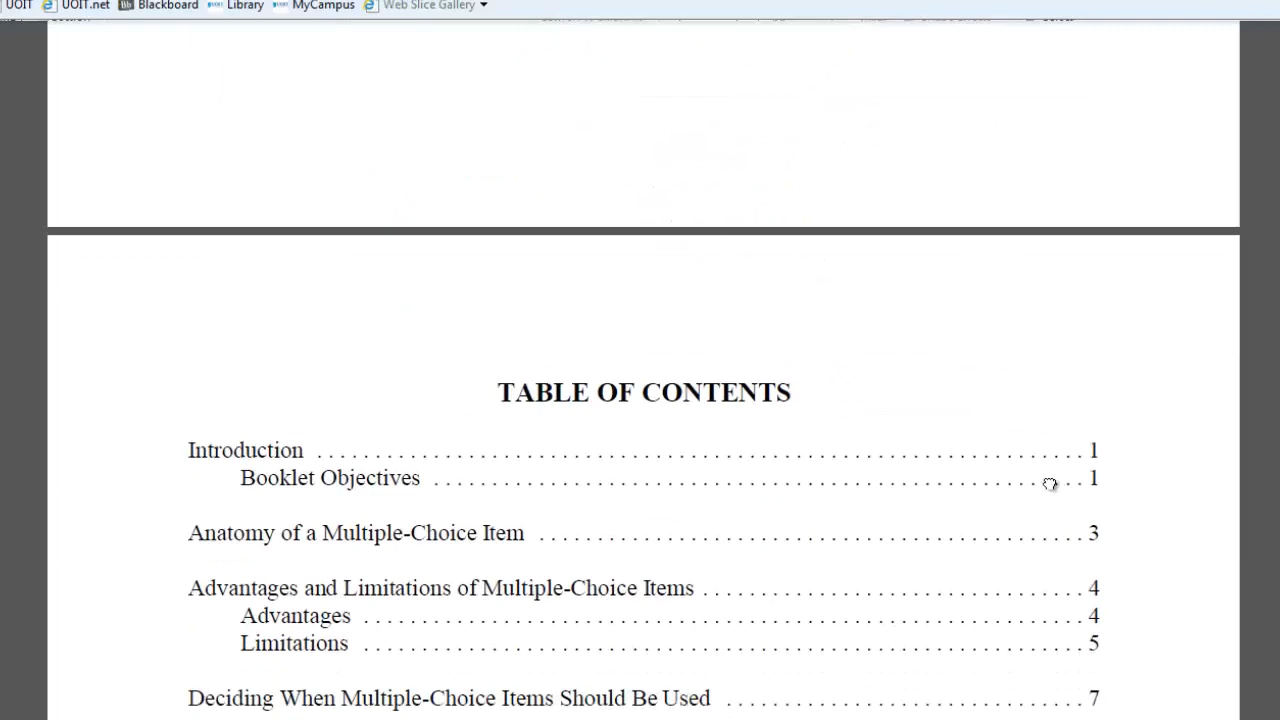 UOIT UOIT.net Bb Blackboard Library MyCampus Web Slice Gallery
TABLE OF CONTENTS
Introduction . . . . . . . . . . . . . . . . . . . . . . . . . . . . . . . . . . . . . . . . 1
Booklet Objectives . . . . . . . . . . . . . . . . . . . . . . . . . . . . . . . . . . . 1
Anatomy of a Multiple-Choice Item . . . . . . . . . . . . . . . . . . . . . . . . . . . . 3
Advantages and Limitations of Multiple-Choice Items . . . . . . . . . . . . . . . . . . . 4
Advantages . . . . . . . . . . . . . . . . . . . . . . . . . . . . . . . . . . . . . . . 4
Limitations . . . . . . . . . . . . . . . . . . . . . . . . . . . . . . . . . . . . . . 5
Deciding When Multiple-Choice Items Should Be Used . . . . . . . . . . . . . . . . . . . 7